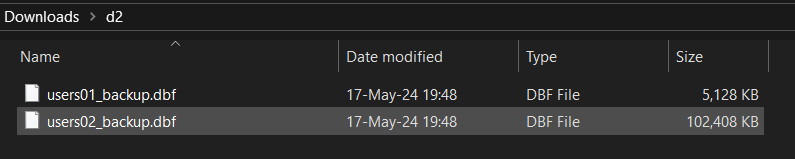 Downloads > d2
Name Date modified Type Size
users01_backup.dbf 17-May-24 19:48 DBF File 5,128 KB
users02_backup.dbf 17-May-24 19:48 DBF File 102,408 KB